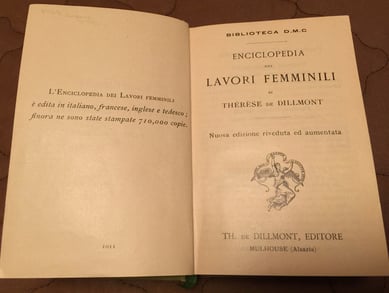 L'Enciclopedia dei Lavori femminili
è edita in italiano, francese, inglese e tedesco ;
finora ne sono state stampate 710,000 copie.
BIBLIOTECA D.M.C
ENCICLOPEDIA
DEI
LAVORI FEMMINILI
DI
THÉRÈSE DE DILLMONT
Nuova edizione riveduta ed aumentata
TH. DE DILLMONT, EDITORE
MULHOUSE (Alsazia)